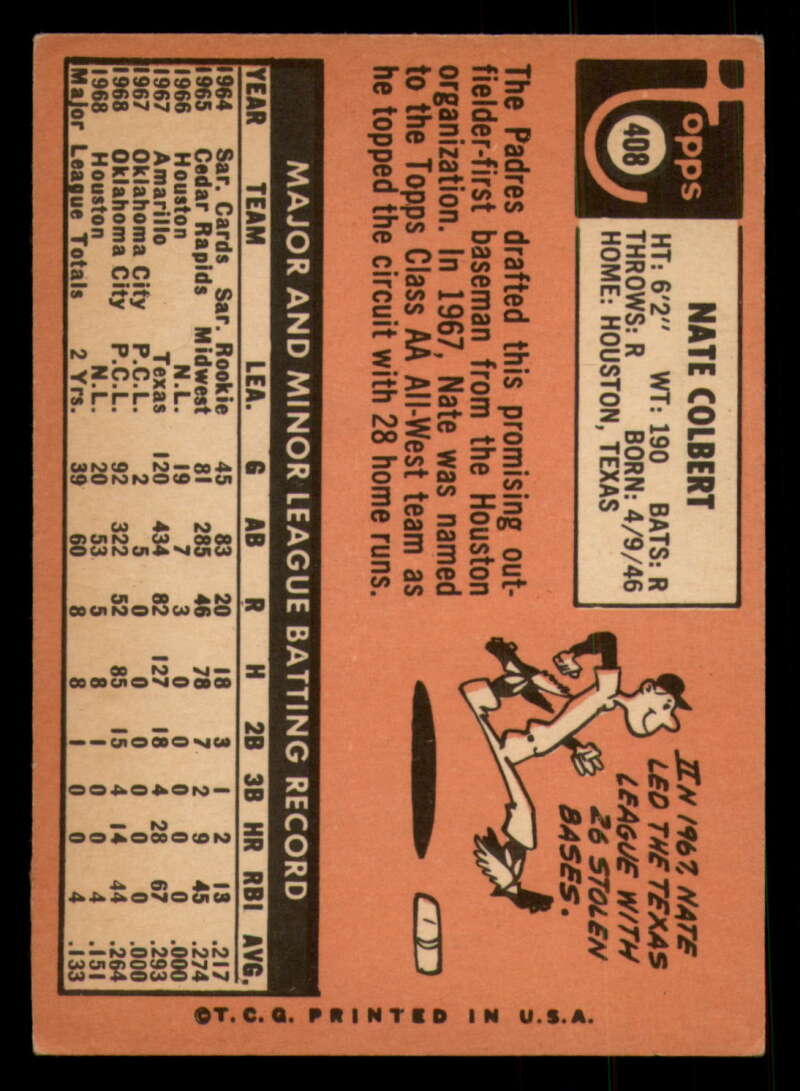 Topps
408
NATE COLBERT
HT: 6'2" WT: 190 BATS: R
THROWS: R BORN: 4/9/46
HOME: HOUSTON, TEXAS
The Padres drafted this promising out-
fielder-first baseman from the Houston
organization. In 1967, Nate was named
to the Topps Class AA All-West team as
he topped the circuit with 28 home runs.
IN 1967, NATE
LED THE TEXAS
LEAGUE WITH
26 STOLEN
BASES.
MAJOR AND MINOR LEAGUE BATTING RECORD
YEAR TEAM LEA. G AB R H 2B 3B HR RBI AVG.
1964 Sar. Cards Sar. Rookie 45 83 20 18 3 1 2 13 .217
1965 Cedar Rapids Midwest 81 285 46 78 7 2 9 45 .274
1966 Houston N.L. 19 7 3 0 0 0 0 0 .000
1967 Amarillo Texas 120 434 82 127 18 4 28 67 .293
1967 Oklahoma City P.C.L. 2 5 0 0 0 0 0 0 .000
1968 Oklahoma City P.C.L. 92 322 52 85 15 4 14 44 .264
1968 Houston N.L. 20 53 5 8 1 0 0 4 .151
Major League Totals 2 Yrs. 39 60 8 8 1 0 0 4 .133
©T.C.G. PRINTED IN U.S.A.